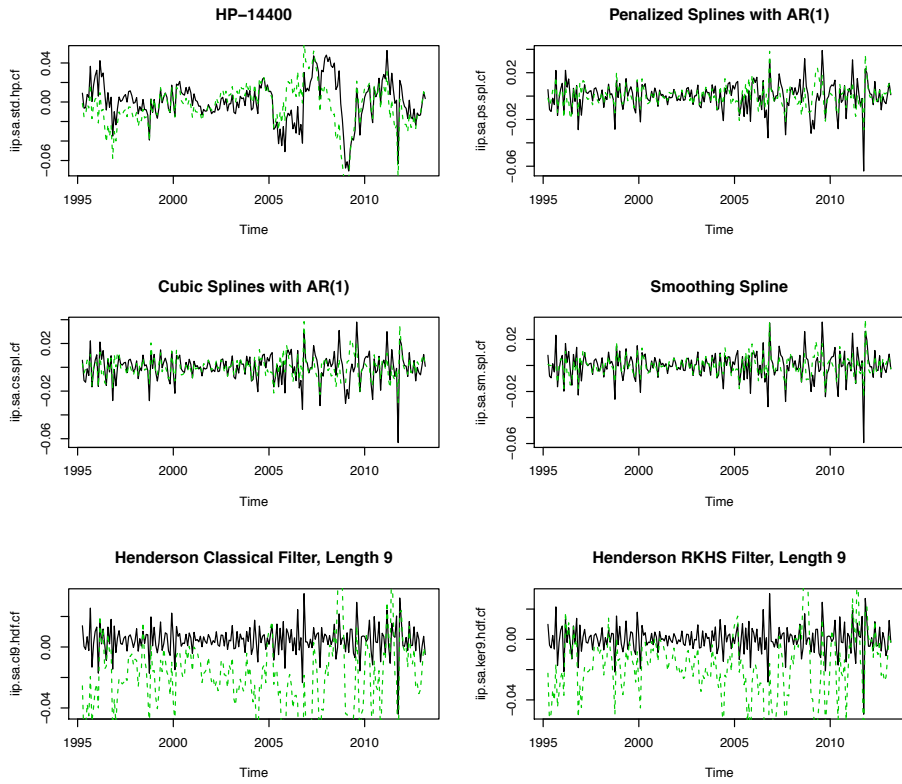 HP−14400
iip.sa.std.hp.cf
0.04
0.00
−0.06
1995 2000 2005 2010
Time
Penalized Splines with AR(1)
iip.sa.ps.spl.cf
0.02
−0.02
−0.06
1995 2000 2005 2010
Time
Cubic Splines with AR(1)
iip.sa.cs.spl.cf
0.02
−0.02
−0.06
1995 2000 2005 2010
Time
Smoothing Spline
iip.sa.sm.spl.cf
0.02
−0.02
−0.06
1995 2000 2005 2010
Time
Henderson Classical Filter, Length 9
iip.sa.cl9.hdf.cf
0.00
−0.04
1995 2000 2005 2010
Time
Henderson RKHS Filter, Length 9
iip.sa.ker9.hdf.cf
0.00
−0.04
1995 2000 2005 2010
Time